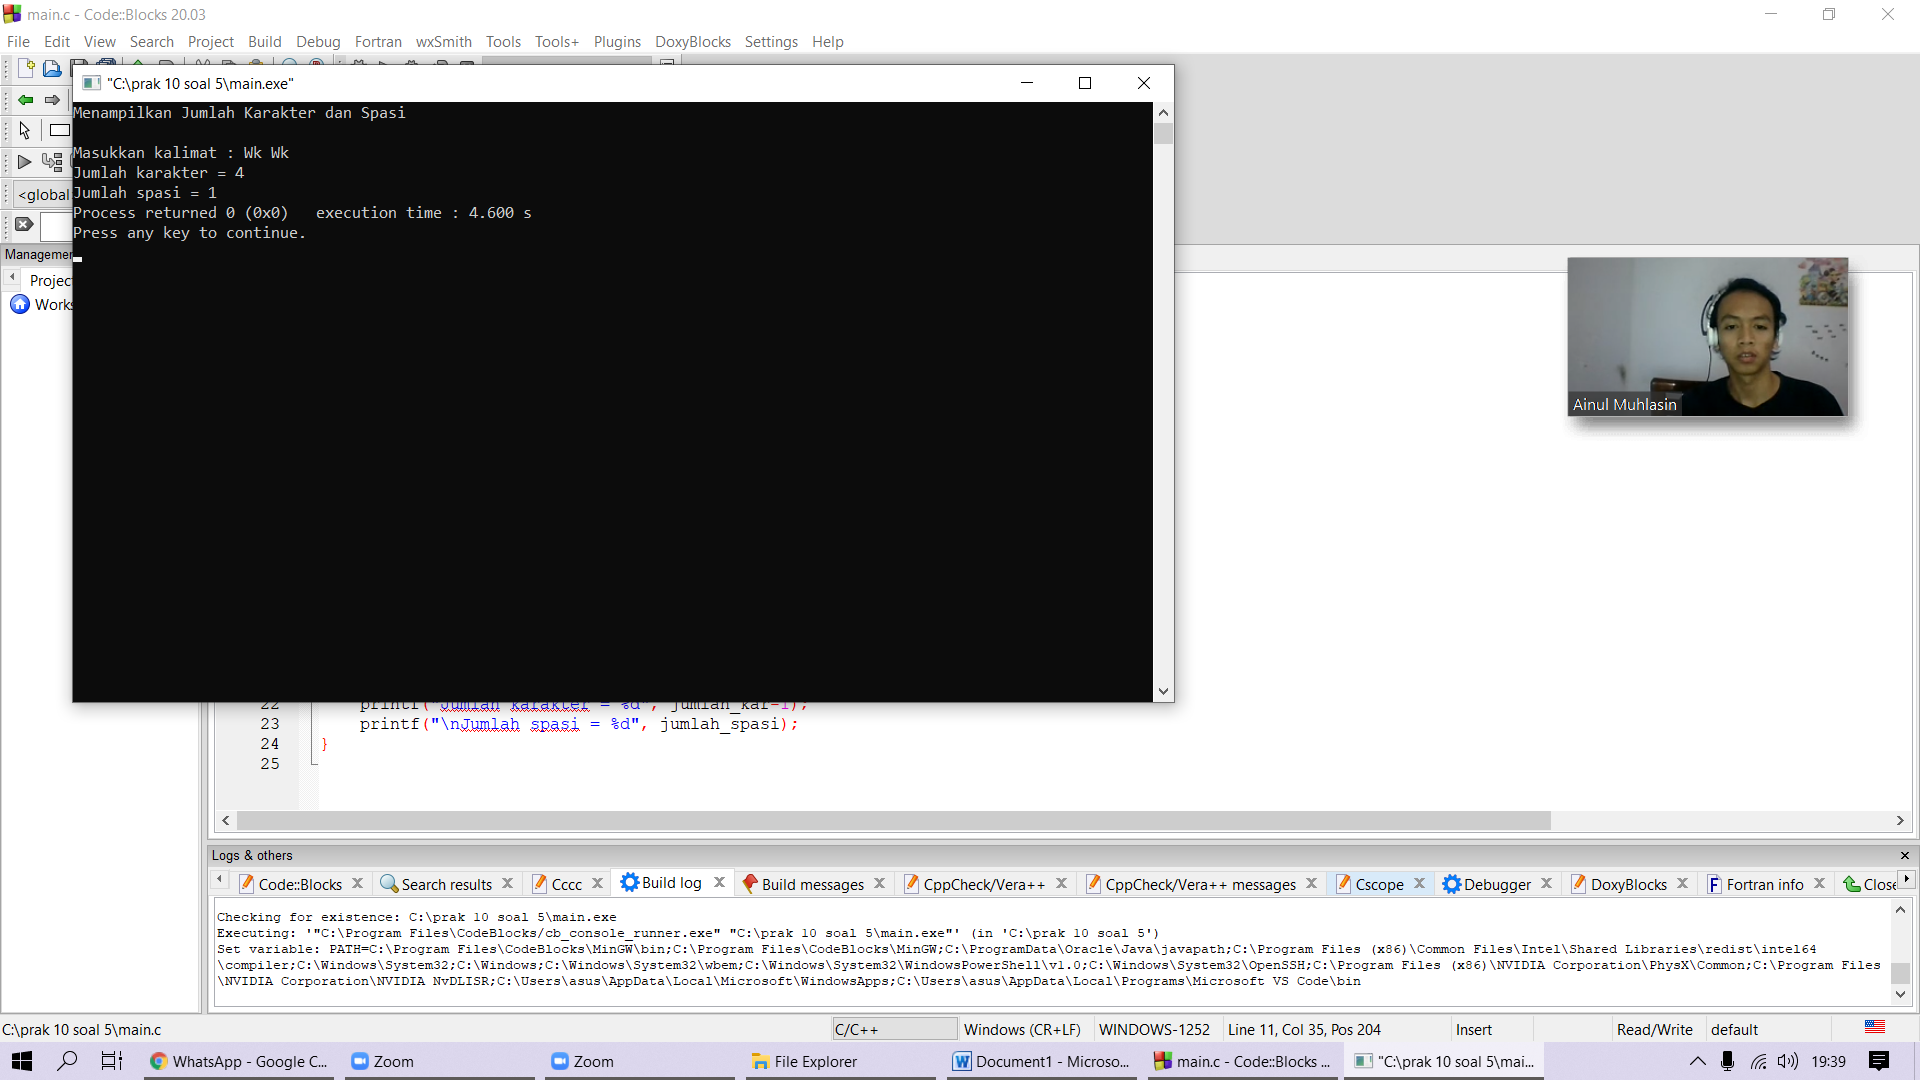 main.c - Code::Blocks 20.03
File Edit View Search Project Build Debug Fortran wxSmith Tools Tools+ Plugins DoxyBlocks Settings Help
"C:\prak 10 soal 5\main.exe"
Menampilkan Jumlah Karakter dan Spasi
Masukkan kalimat : Wk Wk
Jumlah karakter = 4
Jumlah spasi = 1
Process returned 0 (0x0)   execution time : 4.600 s
Press any key to continue.
<global
Managemen
Projec
Works
Ainul Muhlasin
22 printf("Jumlah karakter = %d", jumlah_kar-1);
23 printf("\nJumlah spasi = %d", jumlah_spasi);
24 }
25
Logs & others
Code::Blocks Search results Cccc Build log Build messages CppCheck/Vera++ CppCheck/Vera++ messages Cscope Debugger DoxyBlocks Fortran info Close
Checking for existence: C:\prak 10 soal 5\main.exe
Executing: '"C:\Program Files\CodeBlocks/cb_console_runner.exe" "C:\prak 10 soal 5\main.exe"' (in 'C:\prak 10 soal 5')
Set variable: PATH=C:\Program Files\CodeBlocks\MinGW\bin;C:\Program Files\CodeBlocks\MinGW;C:\ProgramData\Oracle\Java\javapath;C:\Program Files (x86)\Common Files\Intel\Shared Libraries\redist\intel64
\compiler;C:\Windows\System32;C:\Windows;C:\Windows\System32\wbem;C:\Windows\System32\WindowsPowerShell\v1.0;C:\Windows\System32\OpenSSH;C:\Program Files (x86)\NVIDIA Corporation\PhysX\Common;C:\Program Files
\NVIDIA Corporation\NVIDIA NvDLISR;C:\Users\asus\AppData\Local\Microsoft\WindowsApps;C:\Users\asus\AppData\Local\Programs\Microsoft VS Code\bin
C:\prak 10 soal 5\main.c C/C++ Windows (CR+LF) WINDOWS-1252 Line 11, Col 35, Pos 204 Insert Read/Write default
WhatsApp - Google C... Zoom Zoom File Explorer Document1 - Microso... main.c - Code::Blocks ... "C:\prak 10 soal 5\mai... 19:39